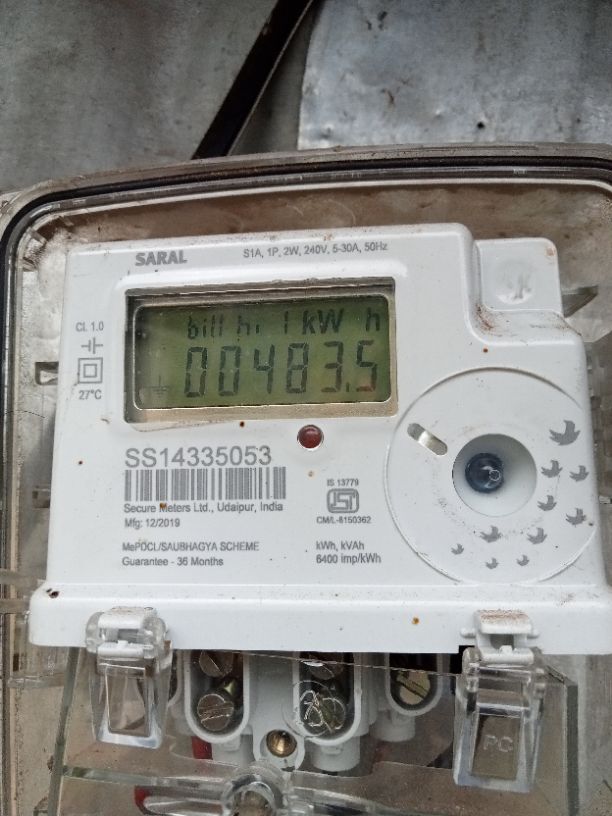 SARAL
S1A, 1P, 2W, 240V, 5-30A, 50Hz
bill hi 1 kW h
00483.5
Cl. 1.0
27°C
SS14335053
Secure Meters Ltd., Udaipur, India
Mfg: 12/2019
IS 13779
CM/L-8150362
MePDCL/SAUBHAGYA SCHEME
Guarantee - 36 Months
kWh, kVAh
6400 imp/kWh
PC